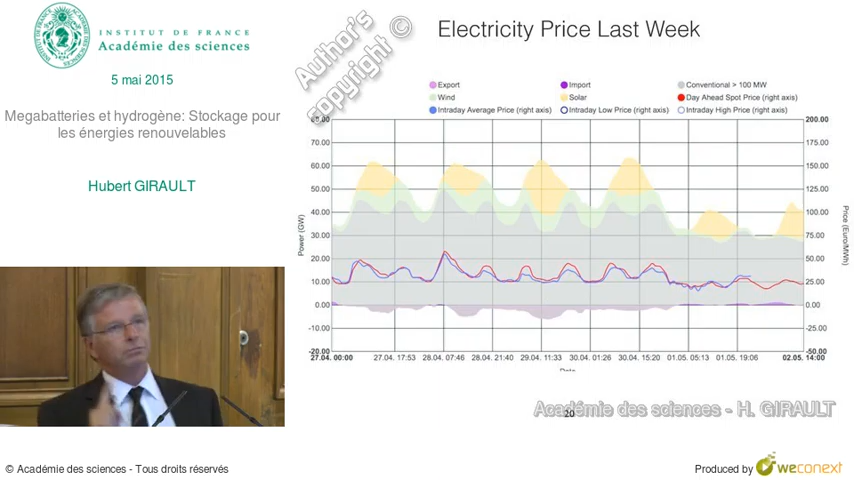 INSTITUT DE FRANCE
Académie des sciences
5 mai 2015
Megabatteries et hydrogène: Stockage pour
les énergies renouvelables
Hubert GIRAULT
Author's
copyright ©
Electricity Price Last Week
Export
Import
Conventional > 100 MW
Wind
Solar
Day Ahead Spot Price (right axis)
Intraday Average Price (right axis)
Intraday Low Price (right axis)
Intraday High Price (right axis)
80.00
70.00
60.00
50.00
40.00
30.00
20.00
10.00
0.00
-10.00
-20.00
Power (GW)
200.00
175.00
150.00
125.00
100.00
75.00
50.00
25.00
0.00
-25.00
-50.00
Price (Euro/MWh)
27.04. 00:00
27.04. 17:53
28.04. 07:46
28.04. 21:40
29.04. 11:33
30.04. 01:26
30.04. 15:20
01.05. 05:13
01.05. 19:06
02.05. 14:00
Date
20
Académie des sciences - H. GIRAULT
© Académie des sciences - Tous droits réservés
Produced by weconext